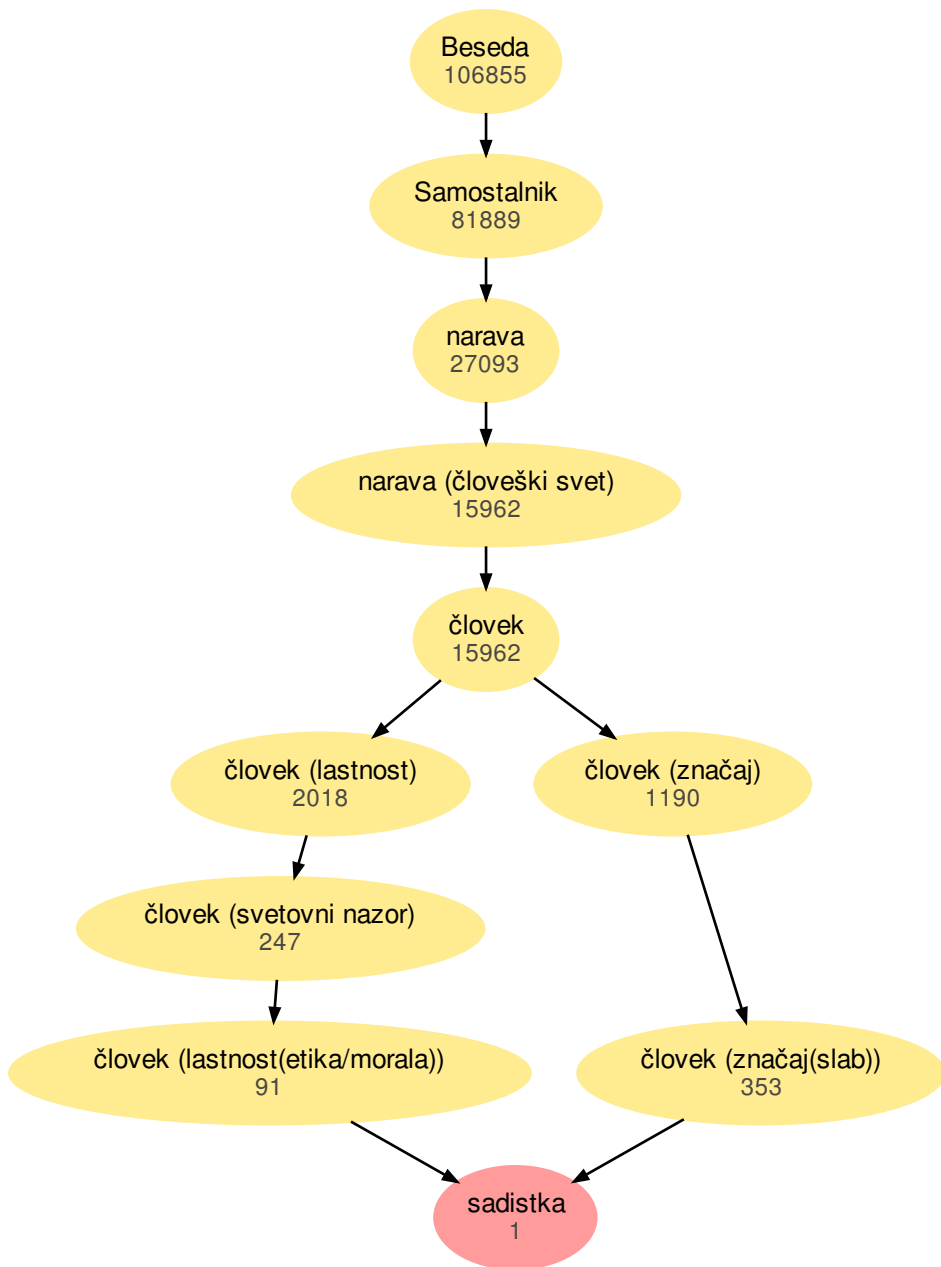 Beseda
106855
Samostalnik
81889
narava
27093
narava (človeški svet)
15962
človek
15962
človek (lastnost)
2018
človek (značaj)
1190
človek (svetovni nazor)
247
človek (lastnost(etika/morala))
91
človek (značaj(slab))
353
sadistka
1